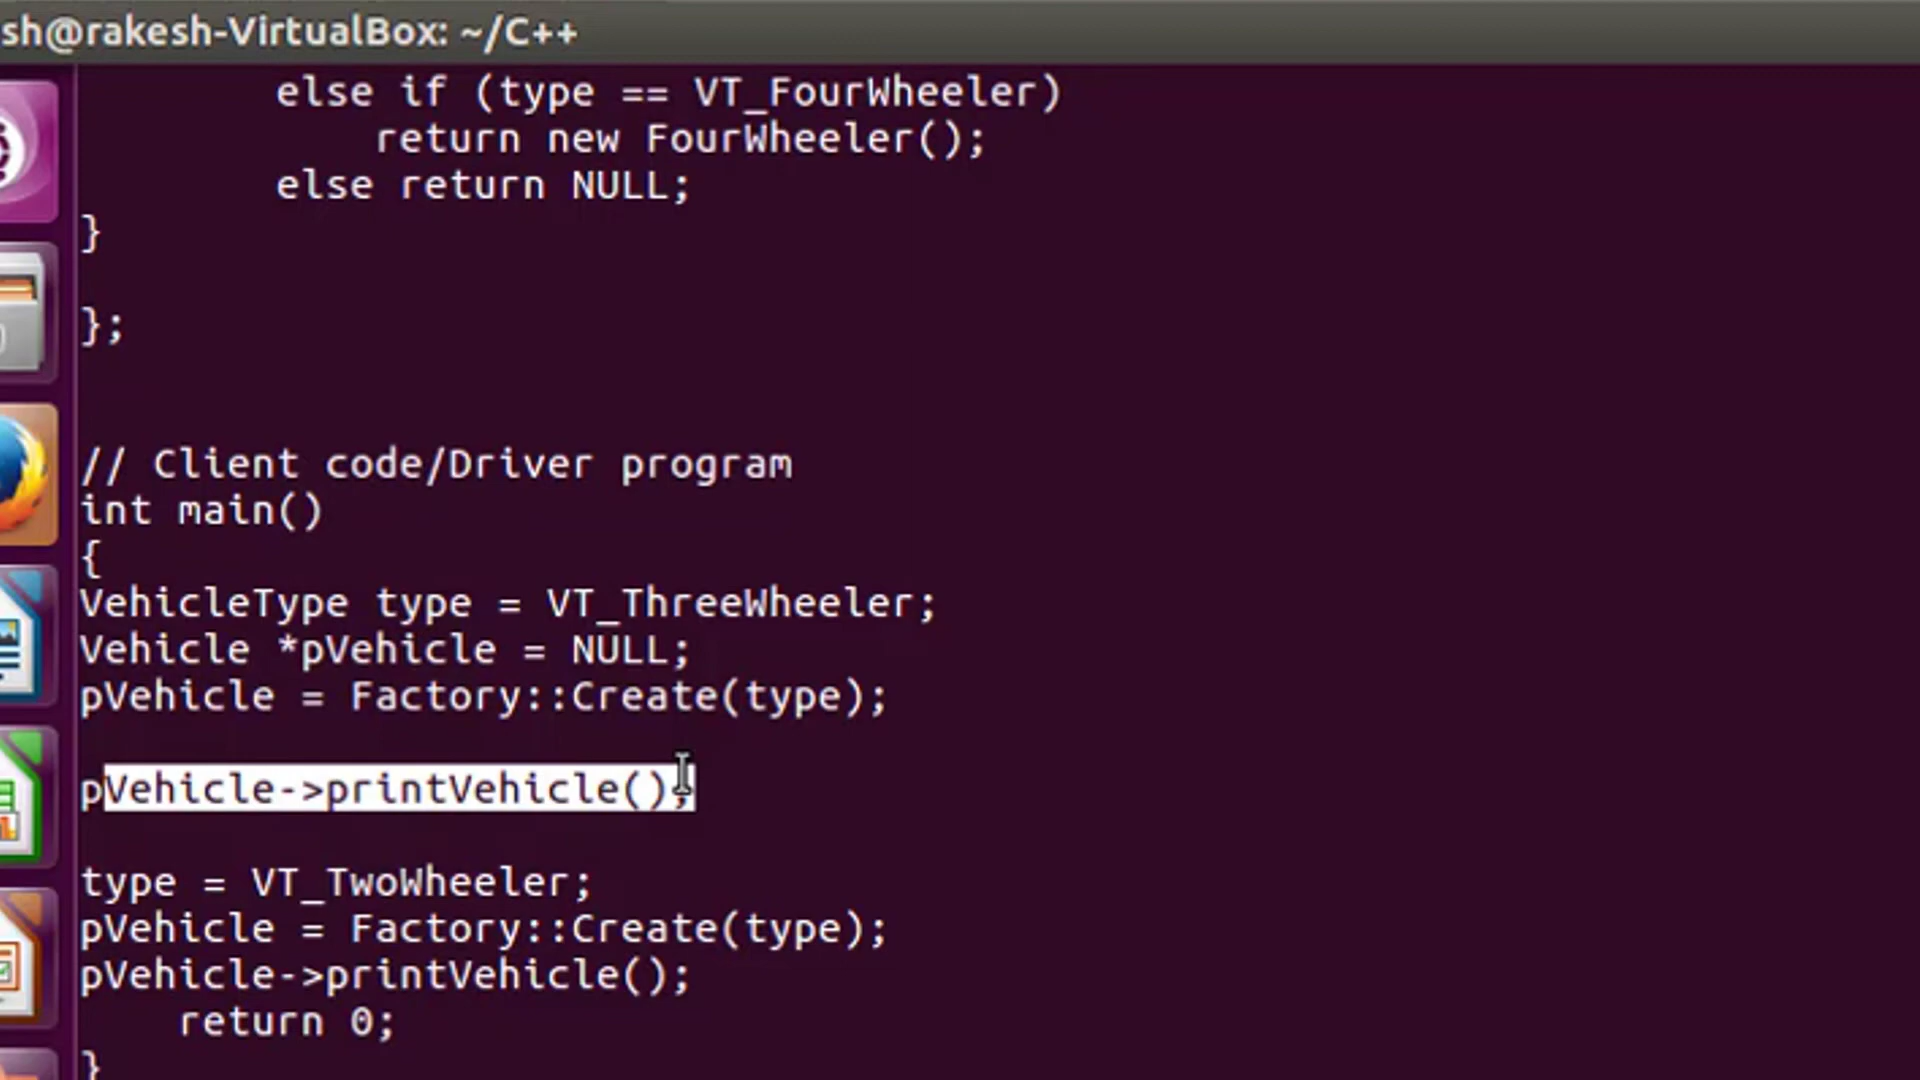 sh@rakesh-VirtualBox: ~/C++
else if (type == VT_FourWheeler)
return new FourWheeler();
else return NULL;
}
};
// Client code/Driver program
int main()
{
VehicleType type = VT_ThreeWheeler;
Vehicle *pVehicle = NULL;
pVehicle = Factory::Create(type);
pVehicle->printVehicle();
type = VT_TwoWheeler;
pVehicle = Factory::Create(type);
pVehicle->printVehicle();
return 0;
}